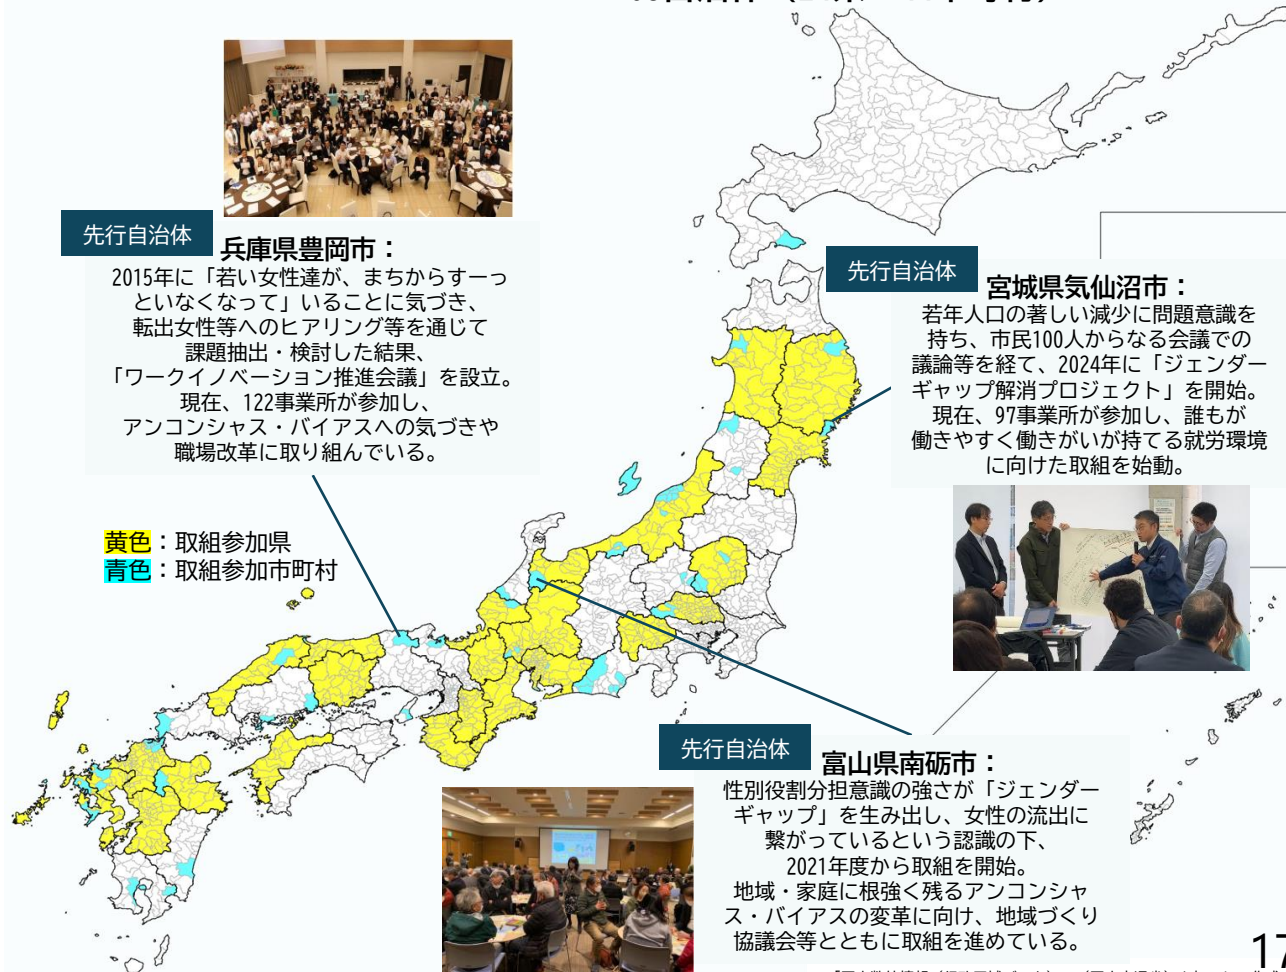 先行自治体
兵庫県豊岡市：
2015年に「若い女性達が、まちからすーっ
といなくなって」いることに気づき、
転出女性等へのヒアリング等を通じて
課題抽出・検討した結果、
「ワークイノベーション推進会議」を設立。
現在、122事業所が参加し、
アンコンシャス・バイアスへの気づきや
職場改革に取り組んでいる。
先行自治体
宮城県気仙沼市：
若年人口の著しい減少に問題意識を
持ち、市民100人からなる会議での
議論等を経て、2024年に「ジェンダー
ギャップ解消プロジェクト」を開始。
現在、97事業所が参加し、誰もが
働きやすく働きがいが持てる就労環境
に向けた取組を始動。
黄色：取組参加県
青色：取組参加市町村
先行自治体
富山県南砺市：
性別役割分担意識の強さが「ジェンダー
ギャップ」を生み出し、女性の流出に
繋がっているという認識の下、
2021年度から取組を開始。
地域・家庭に根強く残るアンコンシャ
ス・バイアスの変革に向け、地域づくり
協議会等とともに取組を進めている。
17